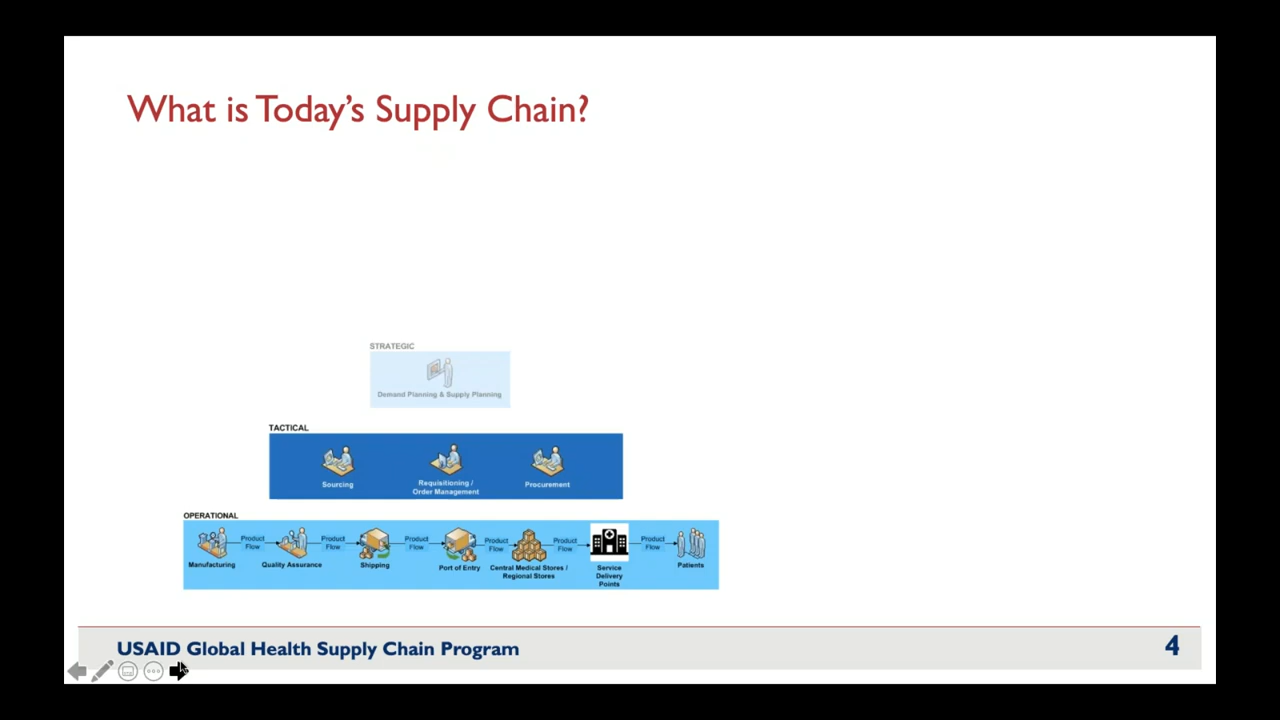 What is Today's Supply Chain?
STRATEGIC
Demand Planning & Supply Planning
TACTICAL
Sourcing
Requisitioning /
Order Management
Procurement
OPERATIONAL
Product
Flow
Product
Flow
Product
Flow
Product
Flow
Product
Flow
Product
Flow
Manufacturing
Quality Assurance
Shipping
Port of Entry
Central Medical Stores /
Regional Stores
Service
Delivery
Points
Patients
USAID Global Health Supply Chain Program
4